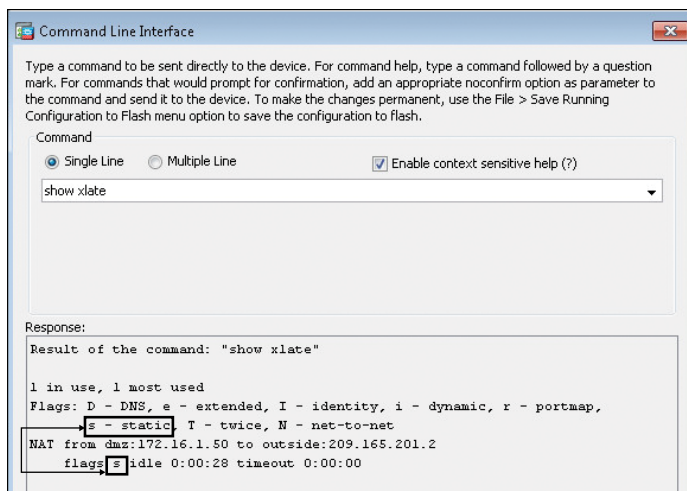 Command Line Interface
Type a command to be sent directly to the device. For command help, type a command followed by a question
mark. For commands that would prompt for confirmation, add an appropriate noconfirm option as parameter to
the command and send it to the device. To make the changes permanent, use the File > Save Running
Configuration to Flash menu option to save the configuration to flash.
Command
Single Line Multiple Line Enable context sensitive help (?)
show xlate
Response:
Result of the command: "show xlate"
1 in use, 1 most used
Flags: D - DNS, e - extended, I - identity, i - dynamic, r - portmap,
s - static, T - twice, N - net-to-net
NAT from dmz:172.16.1.50 to outside:209.165.201.2
flags s idle 0:00:28 timeout 0:00:00